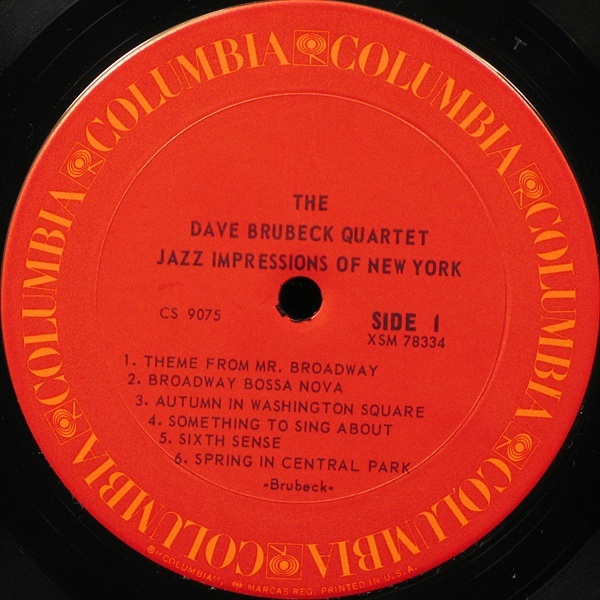 COLUMBIA COLUMBIA COLUMBIA COLUMBIA COLUMBIA COLUMBIA COLUMBIA
THE
DAVE BRUBECK QUARTET
JAZZ IMPRESSIONS OF NEW YORK
CS 9075
SIDE 1
XSM 78334
1. THEME FROM MR. BROADWAY
2. BROADWAY BOSSA NOVA
3. AUTUMN IN WASHINGTON SQUARE
4. SOMETHING TO SING ABOUT
5. SIXTH SENSE
6. SPRING IN CENTRAL PARK
-Brubeck-
®"COLUMBIA", MARCAS REG. PRINTED IN U.S.A.